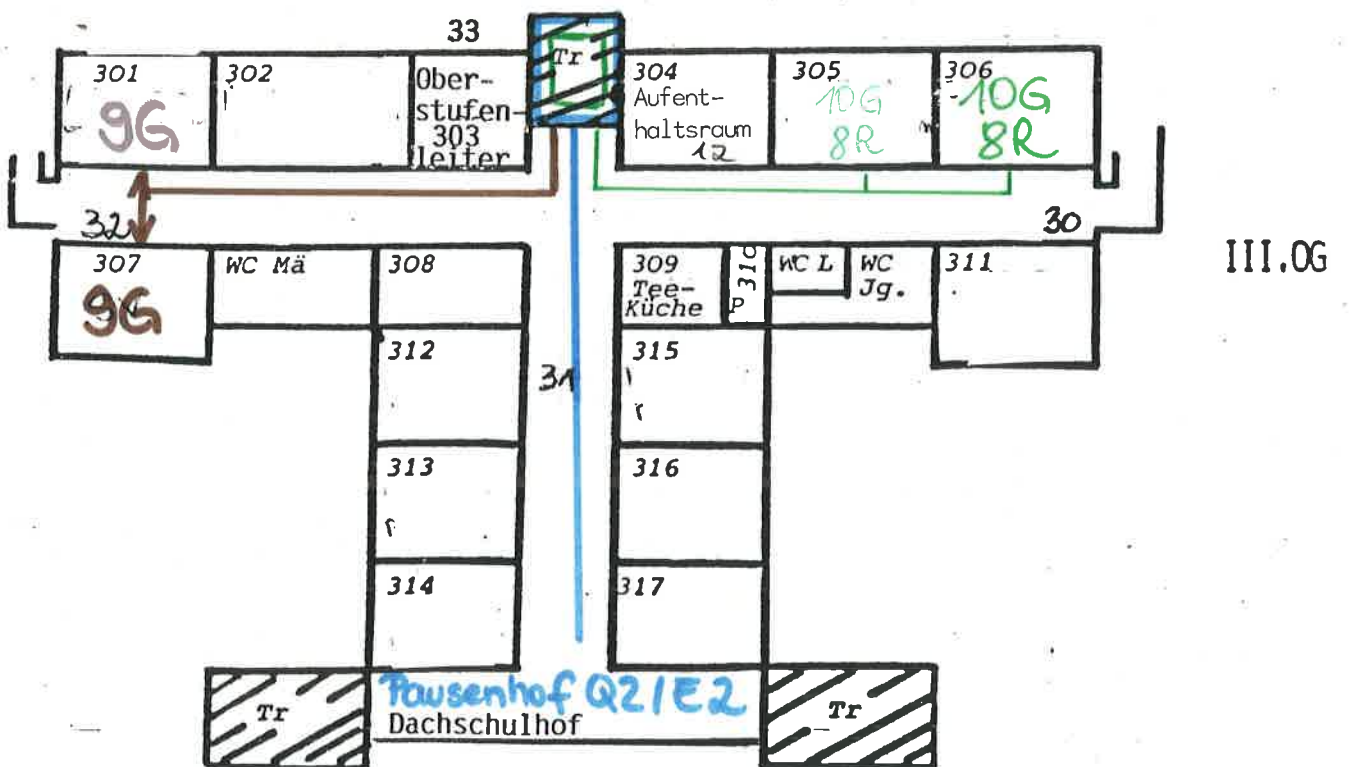 33
301
9G
302
Ober-
stufen-
303
leiter
Tr
304
Aufent-
haltsraum
12
305
10G
8R
306
10G
8R
32
30
III.OG
307
9G
WC Mä
308
309
Tee-
Küche
310
P
WC L
WC
Jg.
311
312
31
315
313
316
314
317
Tr
Pausenhof Q2/E2
Dachschulhof
Tr